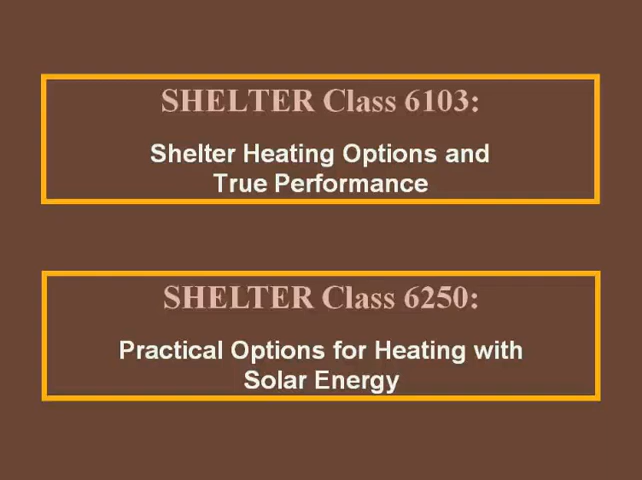 SHELTER Class 6103:
Shelter Heating Options and
True Performance
SHELTER Class 6250:
Practical Options for Heating with
Solar Energy